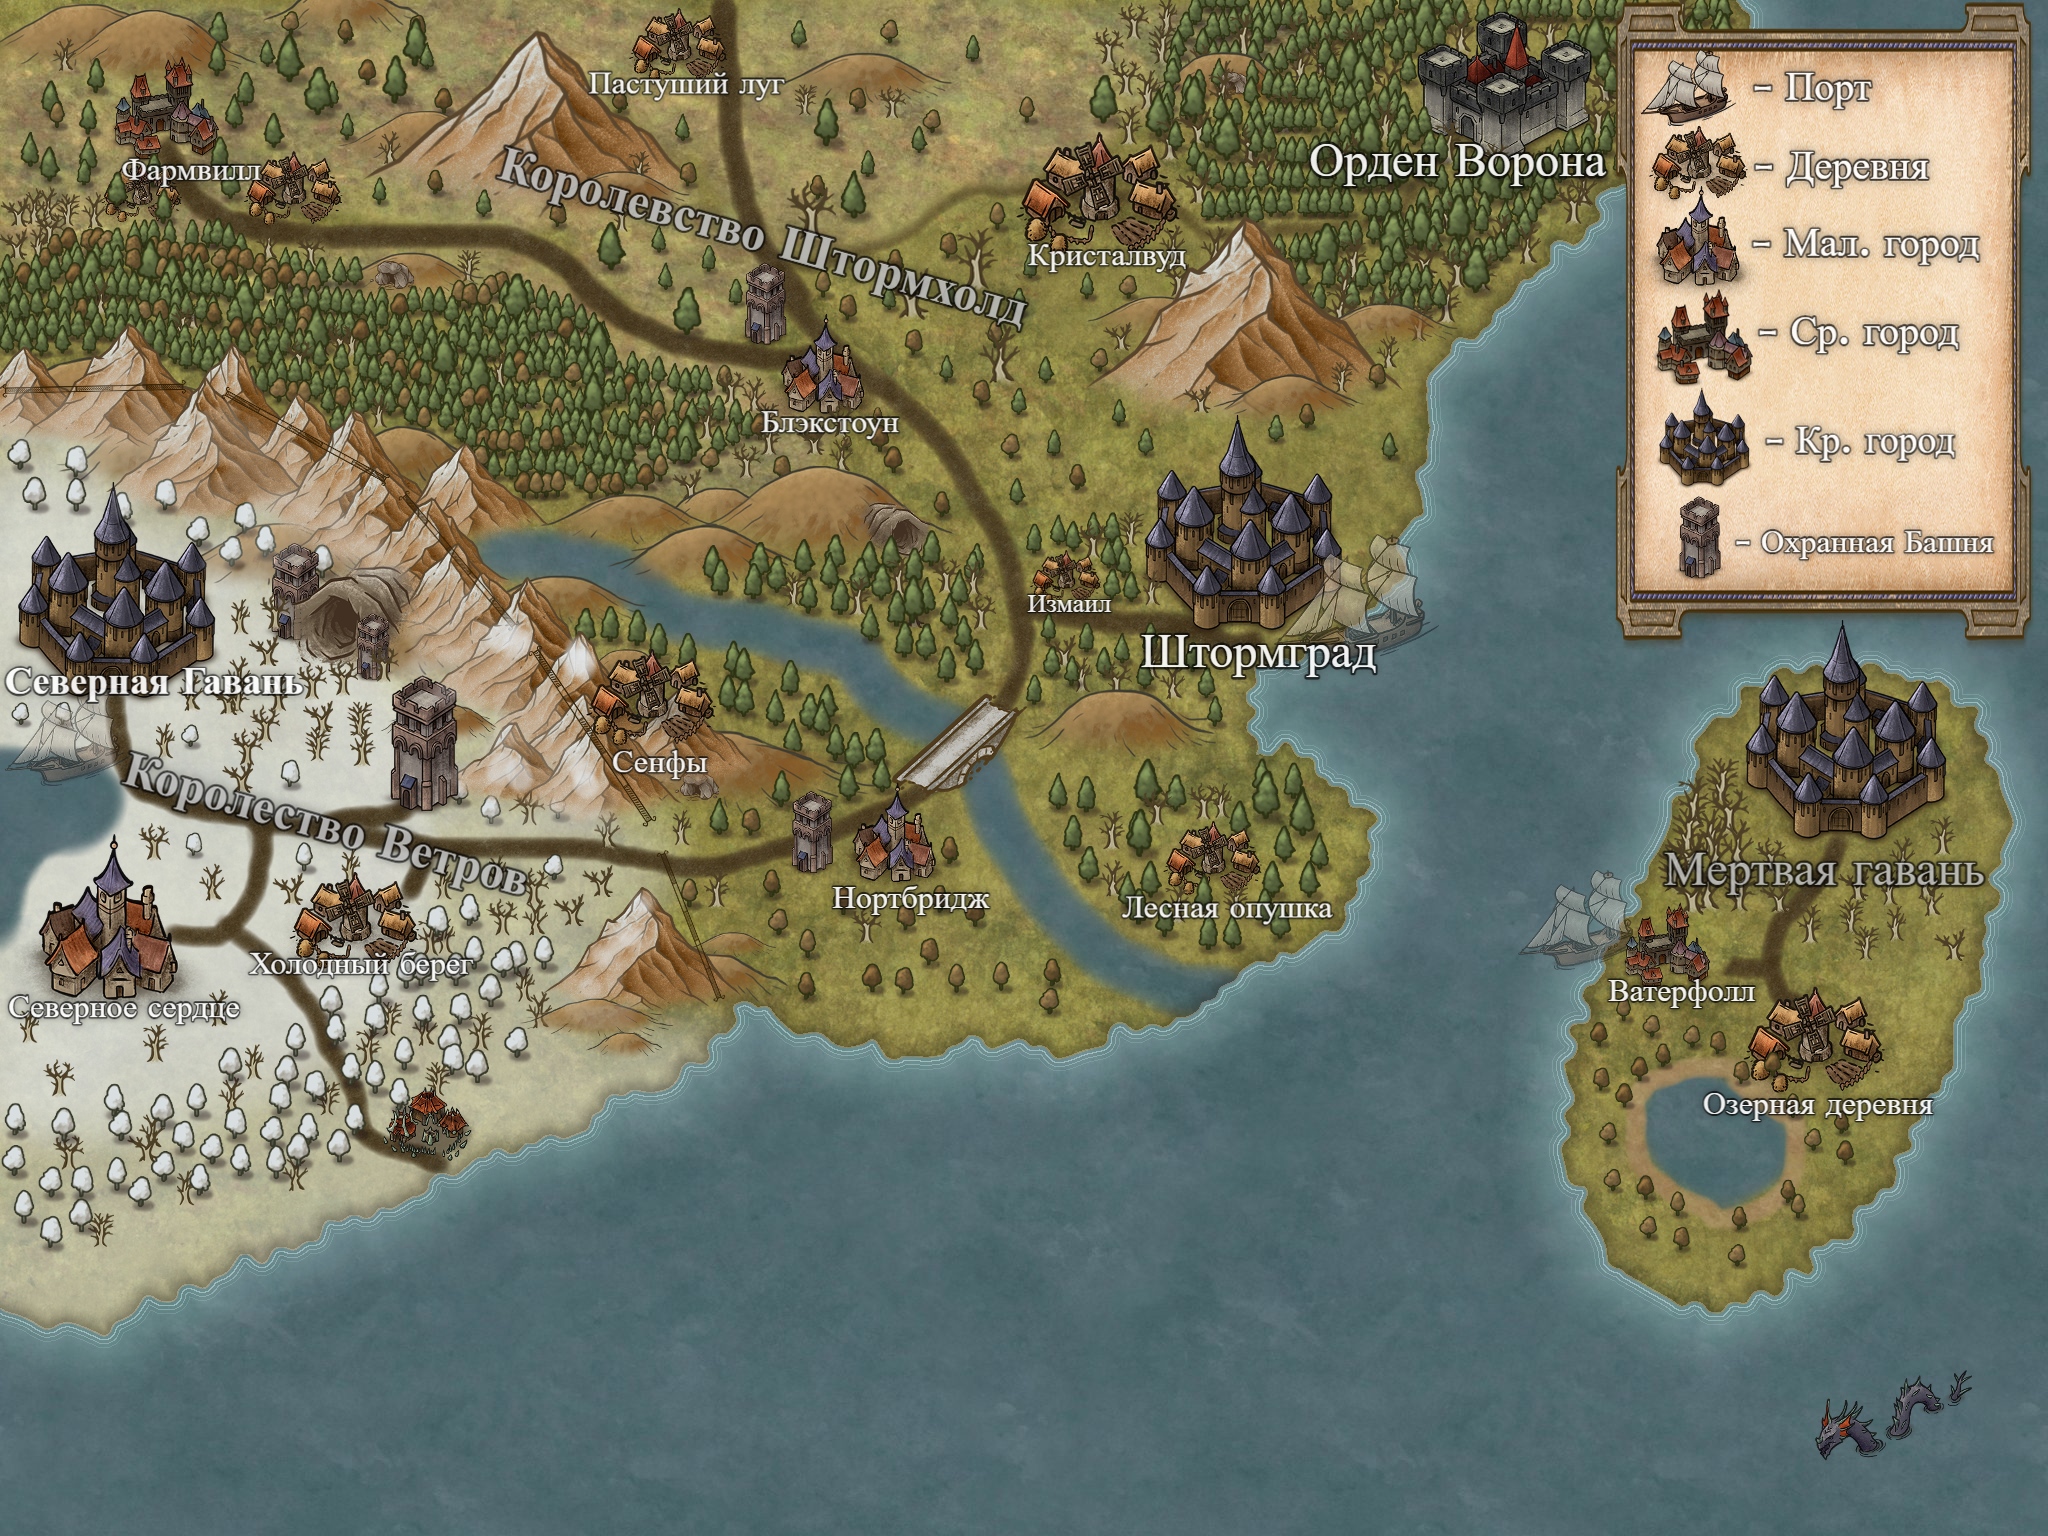 Пастуший луг
Фармвилл
Королевство Штормхолд
Кристалвуд
Орден Ворона
Блэкстоун
Измаил
Штормград
Северная Гавань
Сенфы
Королество Ветров
Нортбридж
Лесная опушка
Холодный берег
Северное сердце
Мертвая гавань
Ватерфолл
Озерная деревня
- Порт
- Деревня
- Мал. город
- Ср. город
- Кр. город
- Охранная Башня